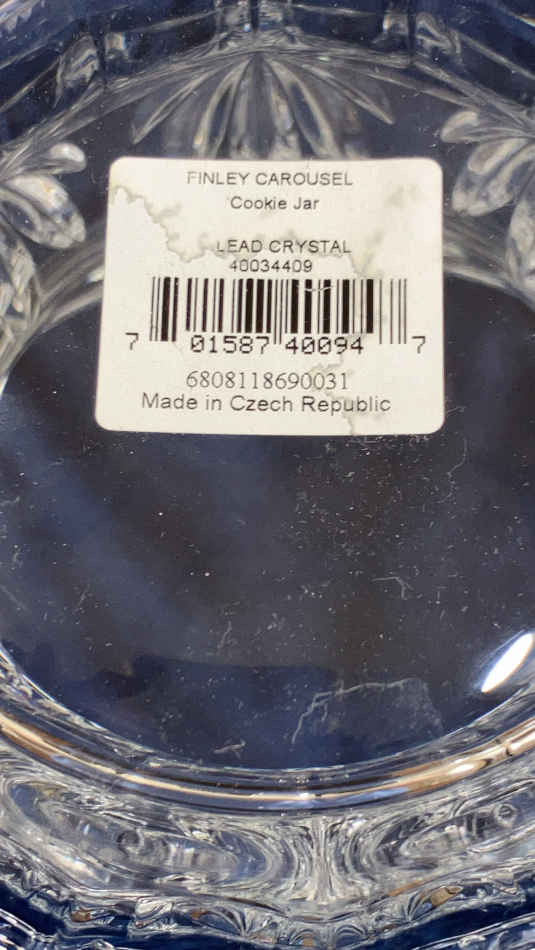 FINLEY CAROUSEL
Cookie Jar
LEAD CRYSTAL
40034409
7 01587 40094 7
6808118690031
Made in Czech Republic